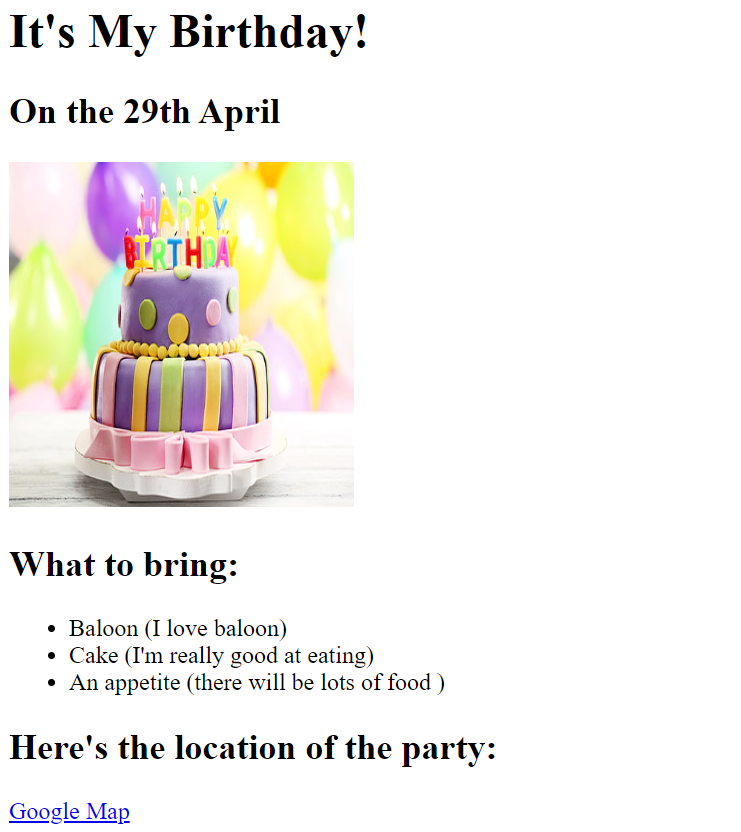 It's My Birthday!
On the 29th April
HAPPY
BIRTHDAY
What to bring:
Baloon (I love baloon)
Cake (I'm really good at eating)
An appetite (there will be lots of food )
Here's the location of the party:
Google Map